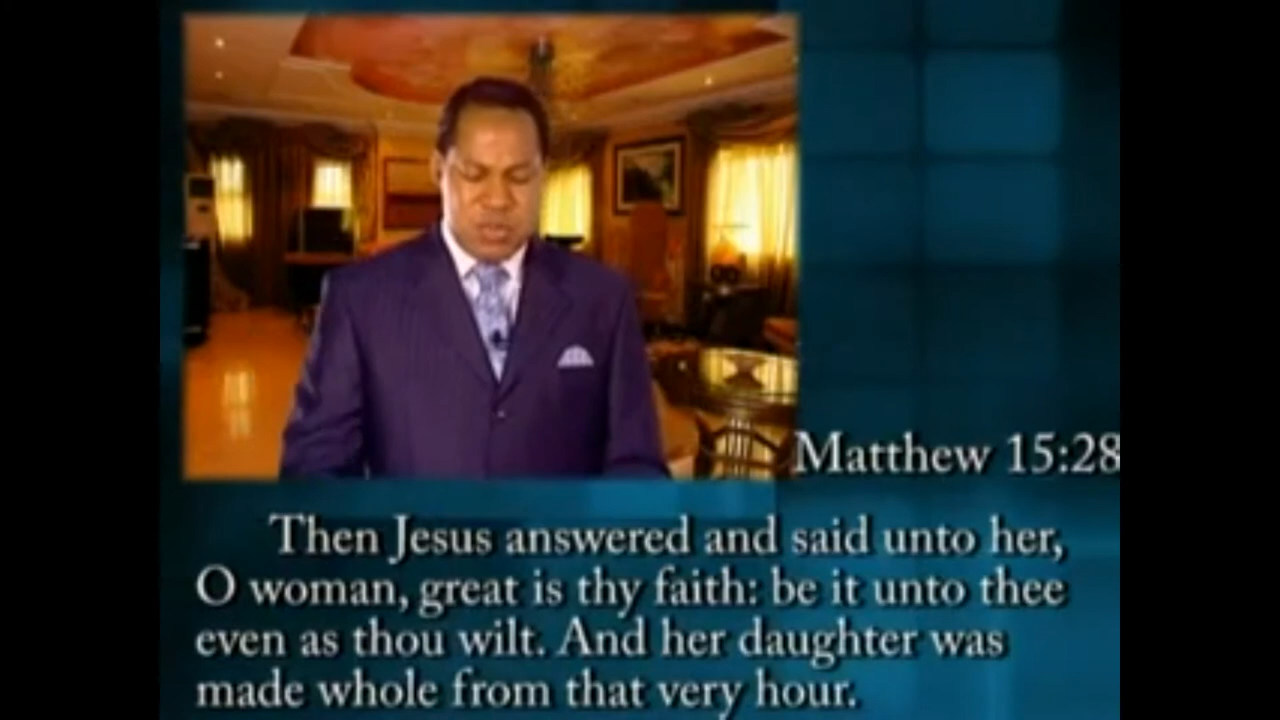 Matthew 15:28
Then Jesus answered and said unto her,
O woman, great is thy faith: be it unto thee
even as thou wilt. And her daughter was
made whole from that very hour.